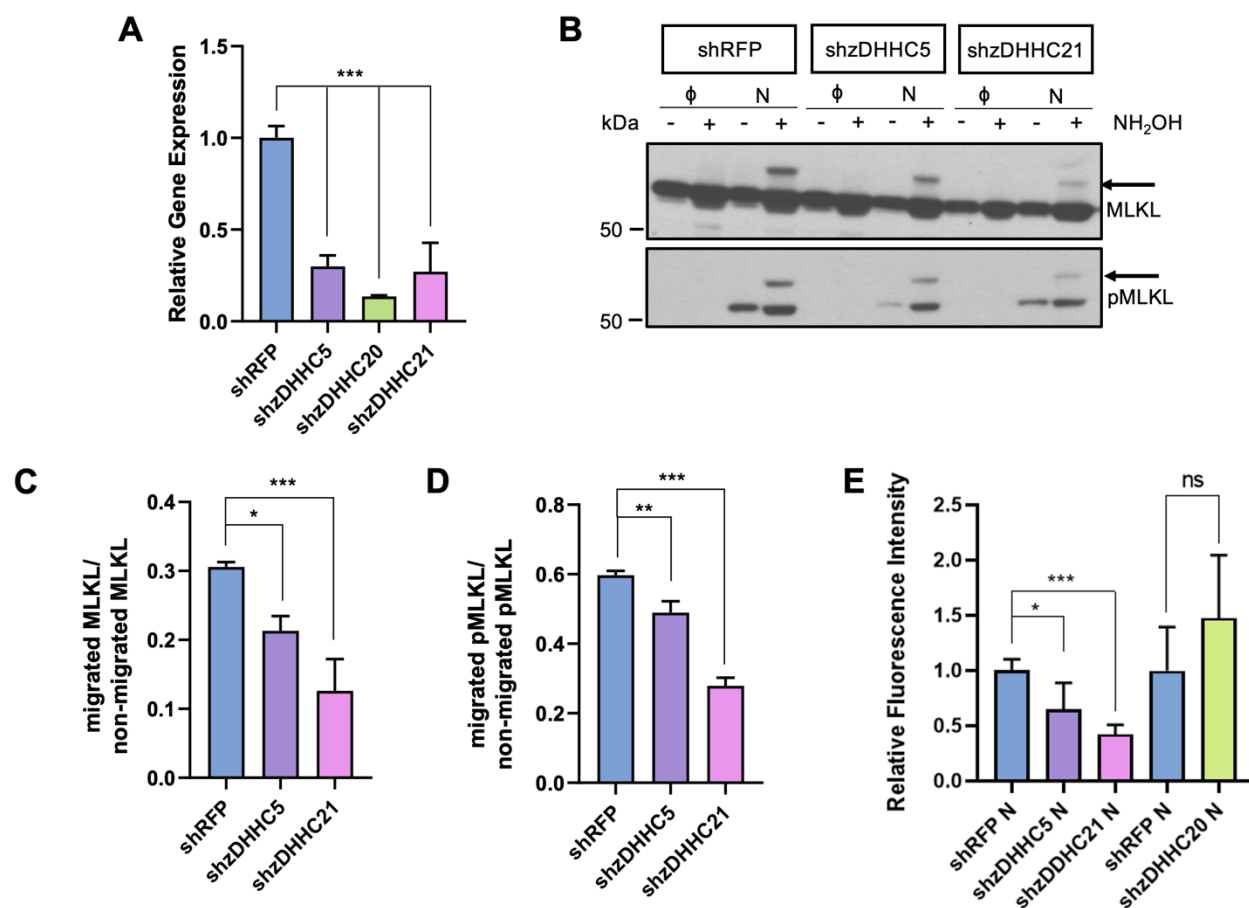 A
Relative Gene Expression
1.5
1.0
0.5
0.0
***
shRFP
shzDHHC5
shzDHHC20
shzDHHC21
B
shRFP shzDHHC5 shzDHHC21
ϕ N ϕ N ϕ N
kDa - + - + - + - + - + - + NH₂OH
MLKL
50
pMLKL
50
C
migrated MLKL/
non-migrated MLKL
0.4
0.3
0.2
0.1
0.0
***
*
shRFP
shzDHHC5
shzDHHC21
D
migrated pMLKL/
non-migrated pMLKL
0.8
0.6
0.4
0.2
0.0
***
**
shRFP
shzDHHC5
shzDHHC21
E
Relative Fluorescence Intensity
2.5
2.0
1.5
1.0
0.5
0.0
ns
***
*
shRFP N
shzDHHC5 N
shzDDHC21 N
shRFP N
shzDHHC20 N